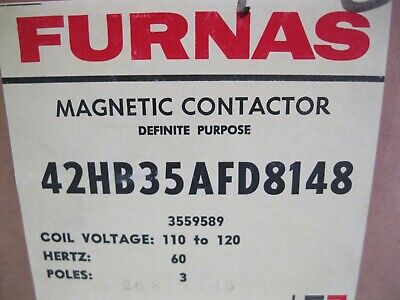 FURNAS
MAGNETIC CONTACTOR
DEFINITE PURPOSE
42HB35AFD8148
3559589
COIL VOLTAGE: 110 to 120
HERTZ: 60
POLES: 3